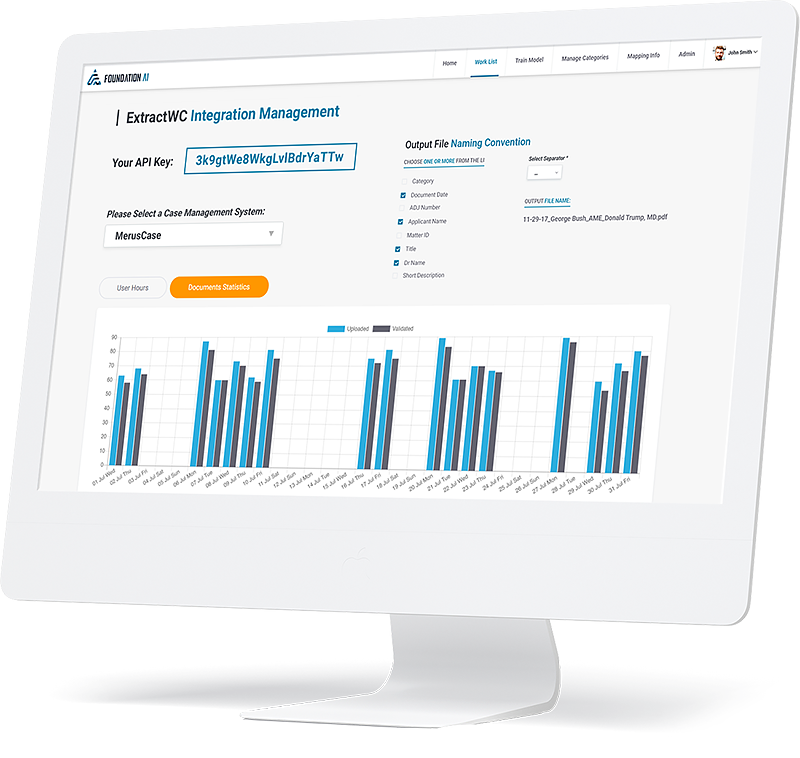 FOUNDATION AI
Home
Work List
Train Model
Manage Categories
Mapping Info
Admin
John Smith
ExtractWC Integration Management
Your API Key:
3k9gtWe8WkgLvlBdrYaTTw
Please Select a Case Management System:
MerusCase
User Hours
Documents Statistics
Output File Naming Convention
CHOOSE ONE OR MORE FROM THE LI
Category
Document Date
ADJ Number
Applicant Name
Matter ID
Title
Dr Name
Short Description
Select Separator *
_
OUTPUT FILE NAME:
11-29-17_George Bush_AME_Donald Trump, MD.pdf
Uploaded
Validated
90
80
70
60
50
40
30
20
10
0
01 Jul Wed
02 Jul Thu
03 Jul Fri
04 Jul Sat
05 Jul Sun
06 Jul Mon
07 Jul Tue
08 Jul Wed
09 Jul Thu
10 Jul Fri
11 Jul Sat
12 Jul Sun
13 Jul Mon
14 Jul Tue
15 Jul Wed
16 Jul Thu
17 Jul Fri
18 Jul Sat
19 Jul Sun
20 Jul Mon
21 Jul Tue
22 Jul Wed
23 Jul Thu
24 Jul Fri
25 Jul Sat
26 Jul Sun
27 Jul Mon
28 Jul Tue
29 Jul Wed
30 Jul Thu
31 Jul Fri